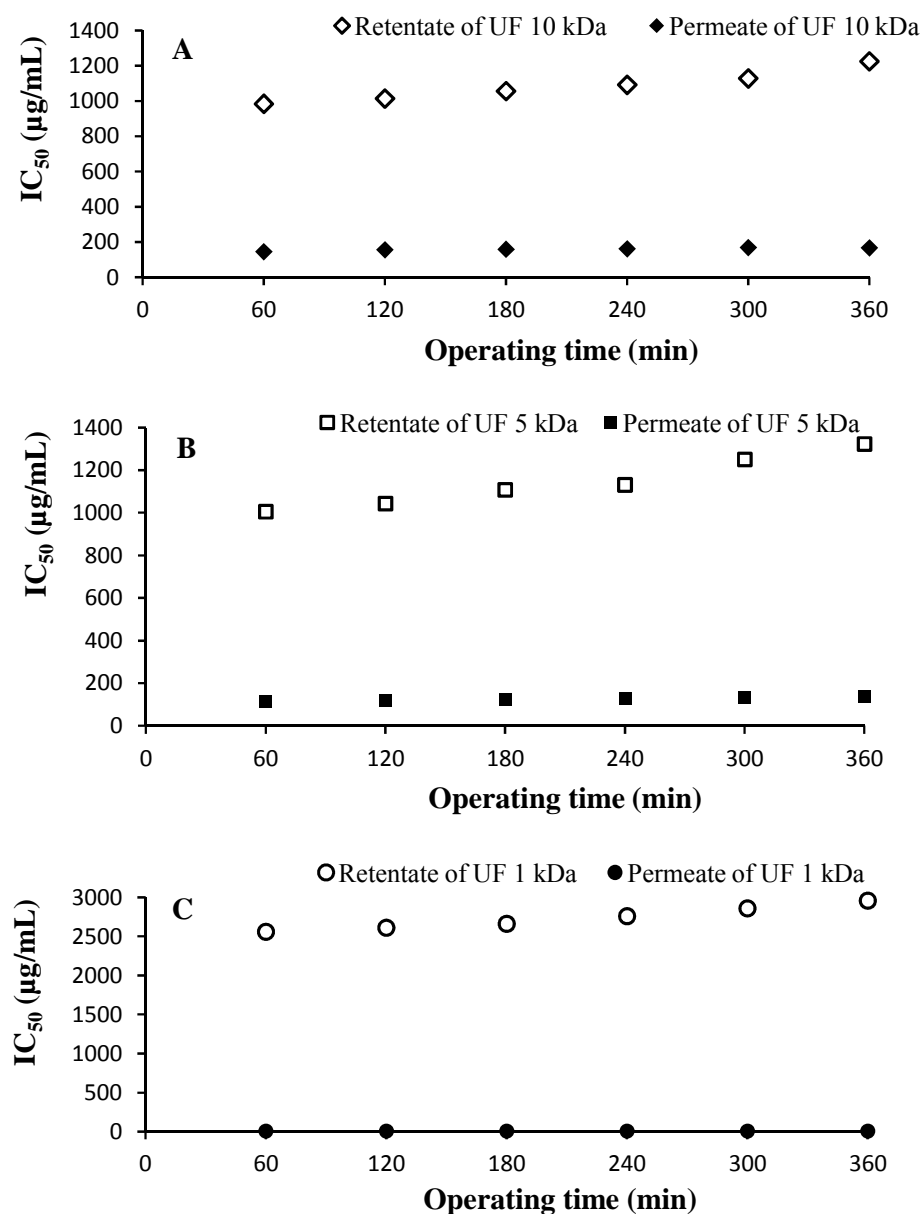 Retentate of UF 10 kDa Permeate of UF 10 kDa
A
1400
1200
1000
800
600
400
200
0
IC50 (µg/mL)
0 60 120 180 240 300 360
Operating time (min)
Retentate of UF 5 kDa Permeate of UF 5 kDa
B
1400
1200
1000
800
600
400
200
0
IC50 (µg/mL)
0 60 120 180 240 300 360
Operating time (min)
Retentate of UF 1 kDa Permeate of UF 1 kDa
C
3000
2500
2000
1500
1000
500
0
IC50 (µg/mL)
0 60 120 180 240 300 360
Operating time (min)